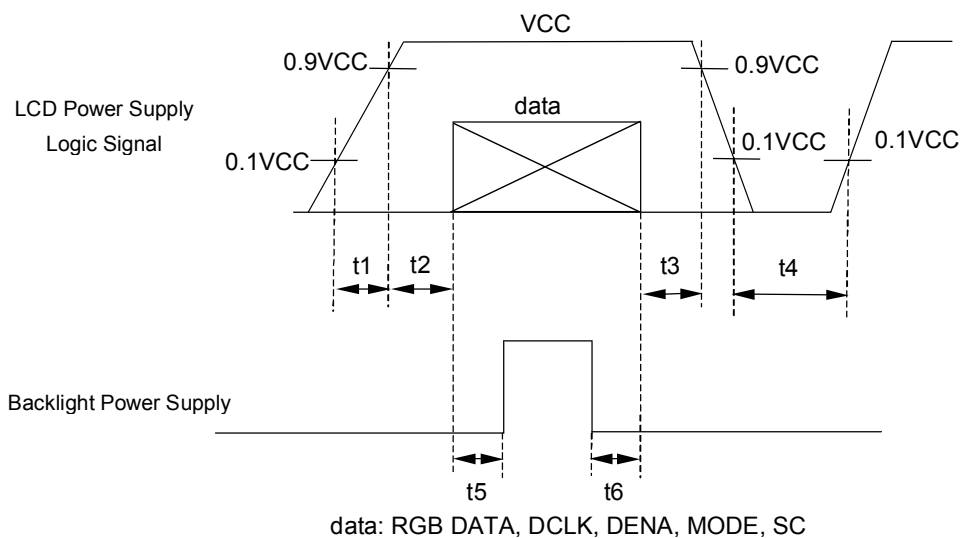 VCC
0.9VCC
0.9VCC
LCD Power Supply
Logic Signal
data
0.1VCC
0.1VCC
0.1VCC
t1
t2
t3
t4
Backlight Power Supply
t5
t6
data: RGB DATA, DCLK, DENA, MODE, SC